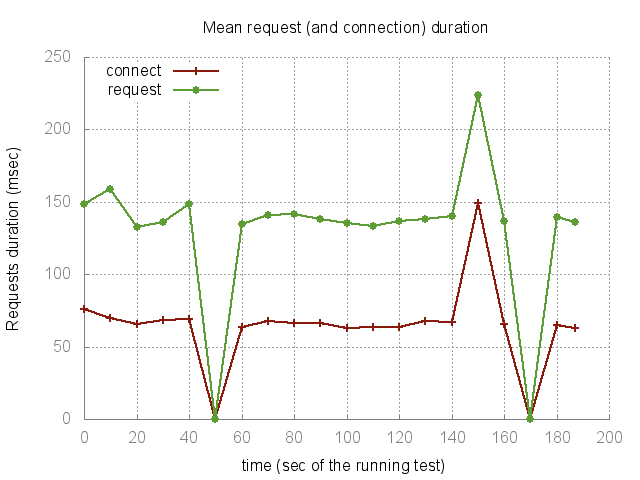 Mean request (and connection) duration
250
200
150
100
50
0
connect
request
Requests duration (msec)
0 20 40 60 80 100 120 140 160 180 200
time (sec of the running test)